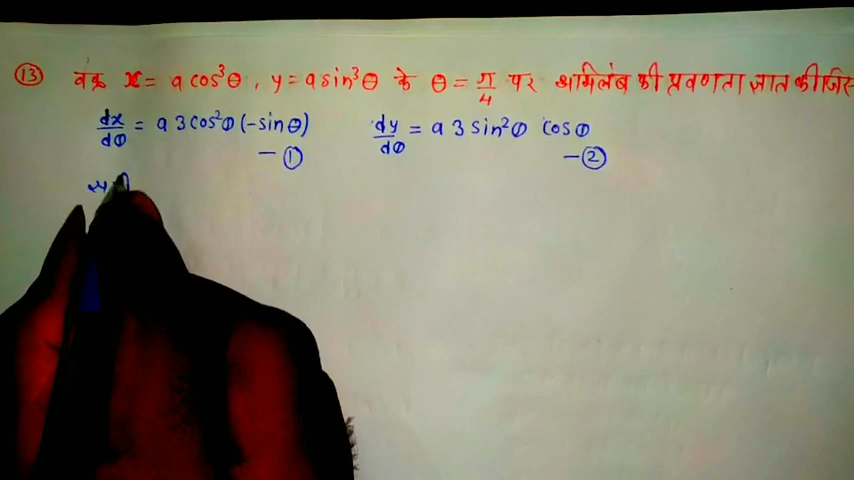 (13) वक्र x = a cos³θ, y = a sin³θ के θ = π/4 पर अभिलंब की प्रवणता ज्ञात कीजिए
dx/dθ = a 3 cos²θ (-sinθ) — (1) dy/dθ = a 3 sin²θ cosθ — (2)